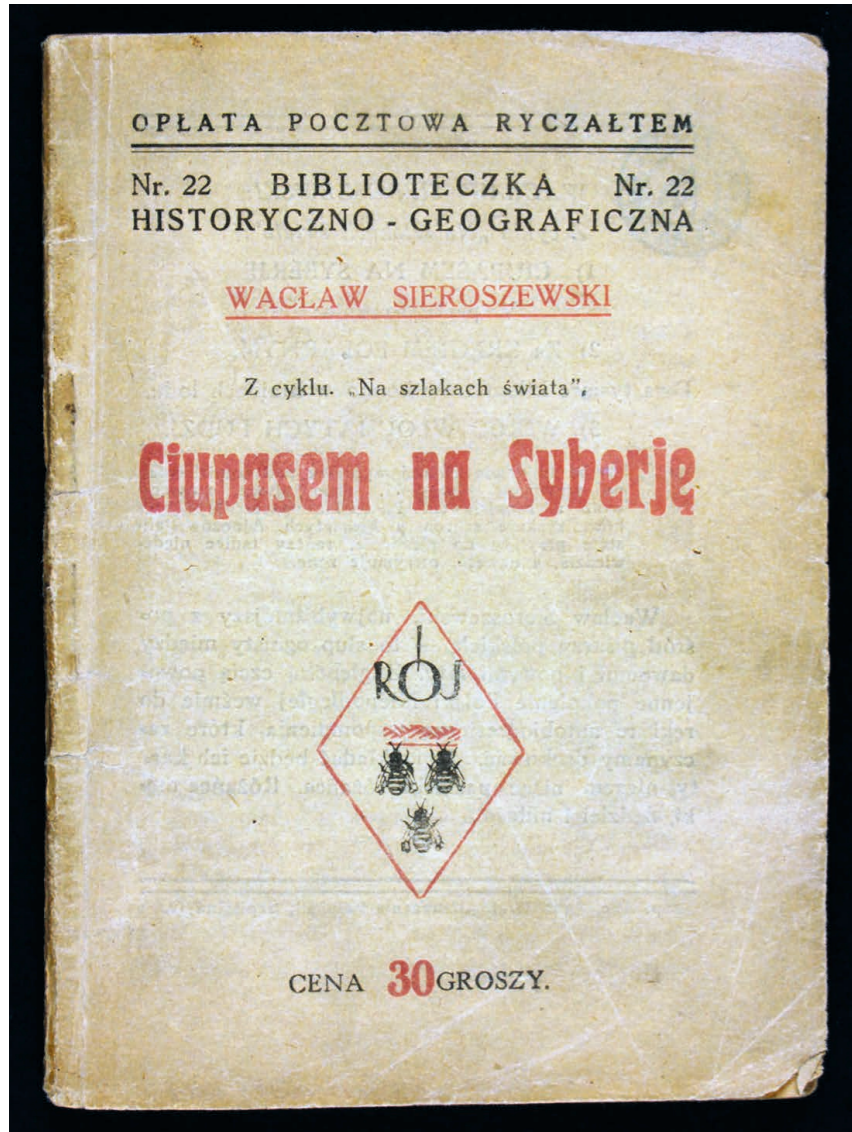 OPŁATA POCZTOWA RYCZAŁTEM
Nr. 22 BIBLIOTECZKA Nr. 22
HISTORYCZNO - GEOGRAFICZNA
WACŁAW SIEROSZEWSKI
Z cyklu. „Na szlakach świata”,
Ciupasem na Syberję
RÓJ
CENA 30 GROSZY.